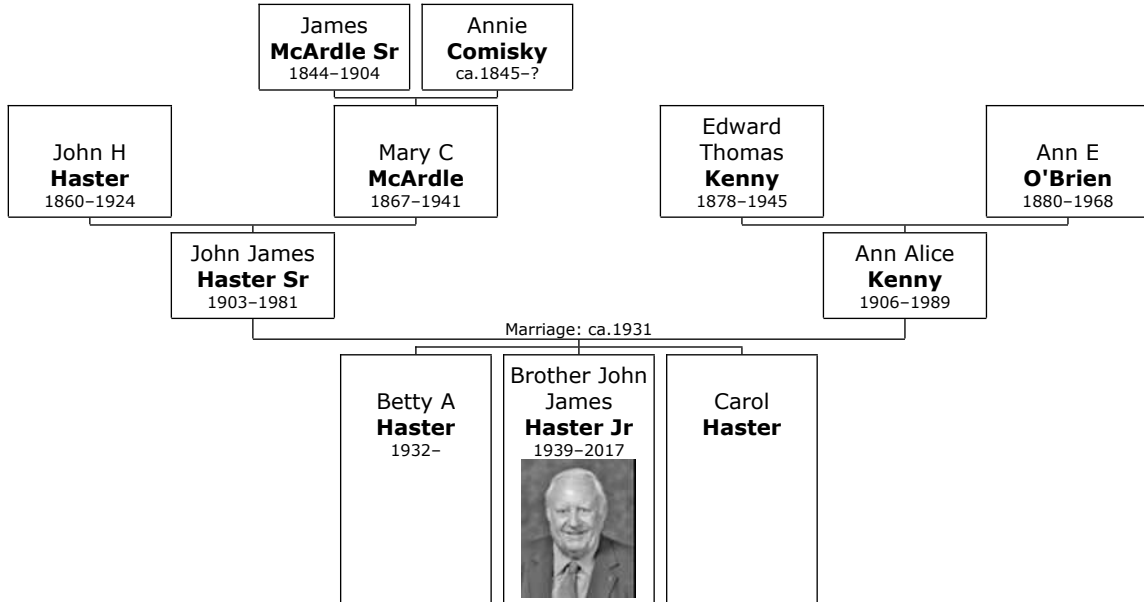 James
McArdle Sr
1844–1904
Annie
Comisky
ca.1845–?
John H
Haster
1860–1924
Mary C
McArdle
1867–1941
Edward
Thomas
Kenny
1878–1945
Ann E
O'Brien
1880–1968
John James
Haster Sr
1903–1981
Ann Alice
Kenny
1906–1989
Marriage: ca.1931
Betty A
Haster
1932–
Brother John
James
Haster Jr
1939–2017
Carol
Haster